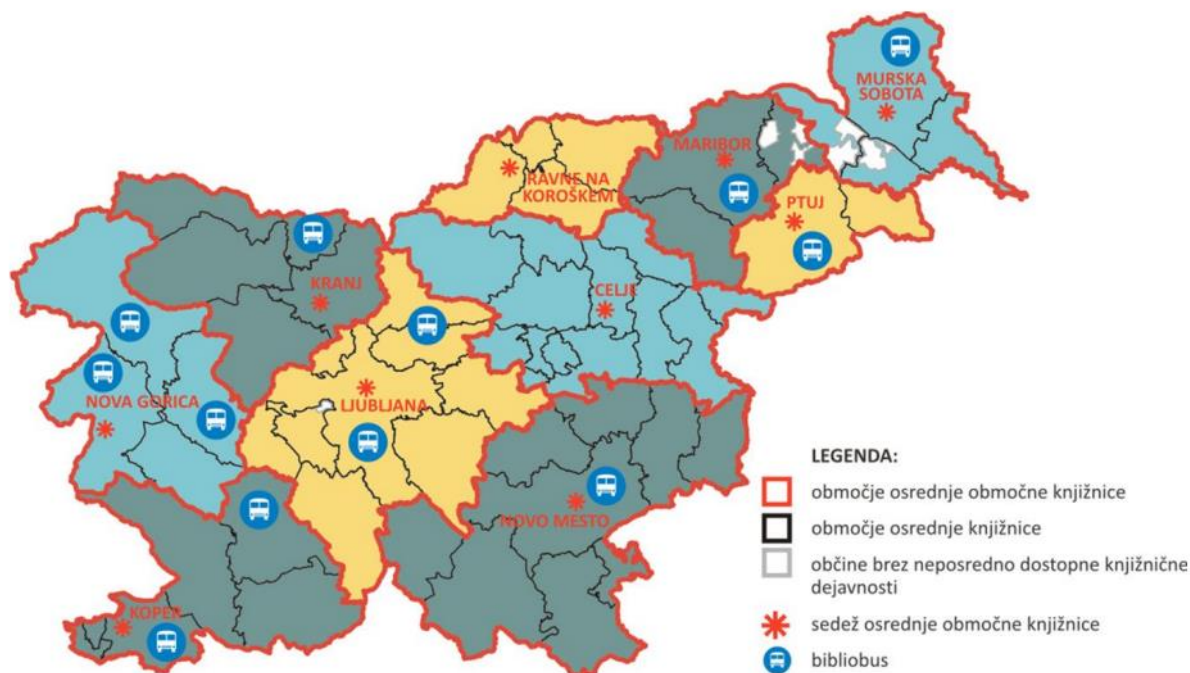 MURSKA
SOBOTA
MARIBOR
RAVNE NA
KOROŠKEM
PTUJ
KRANJ
CELJE
NOVA GORICA
LJUBLJANA
NOVO MESTO
KOPER
LEGENDA:
območje osrednje območne knjižnice
območje osrednje knjižnice
občine brez neposredno dostopne knjižnične
dejavnosti
sedež osrednje območne knjižnice
bibliobus